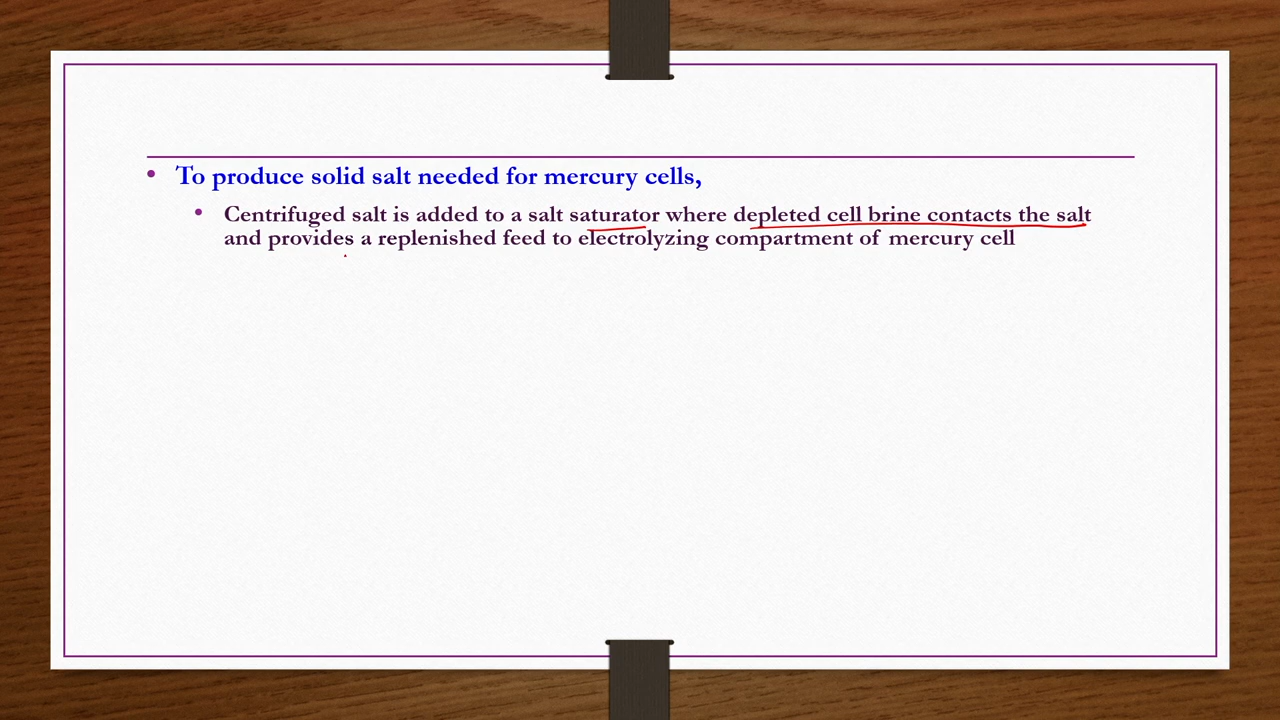 • To produce solid salt needed for mercury cells,
• Centrifuged salt is added to a salt saturator where depleted cell brine contacts the salt
and provides a replenished feed to electrolyzing compartment of mercury cell